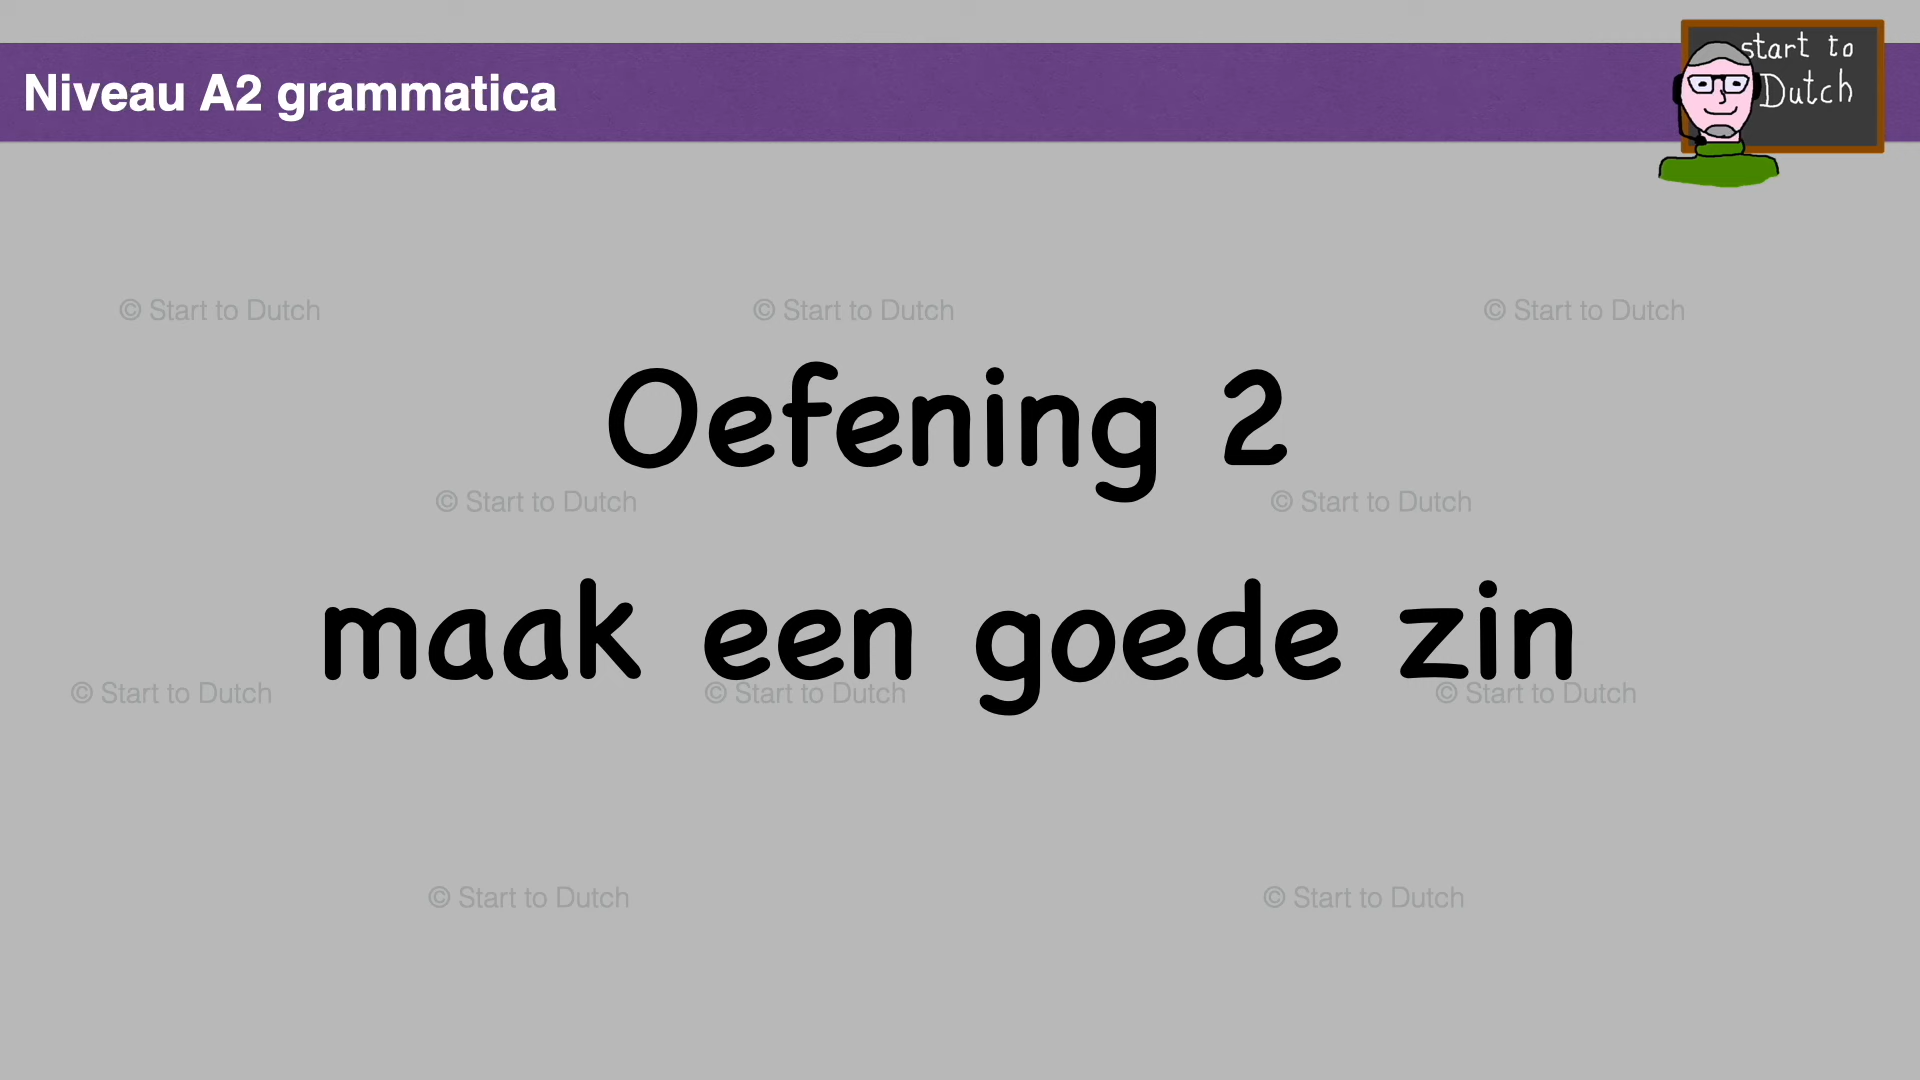 Niveau A2 grammatica
start to
Dutch
© Start to Dutch © Start to Dutch © Start to Dutch
Oefening 2
© Start to Dutch © Start to Dutch
maak een goede zin
© Start to Dutch © Start to Dutch © Start to Dutch
© Start to Dutch © Start to Dutch